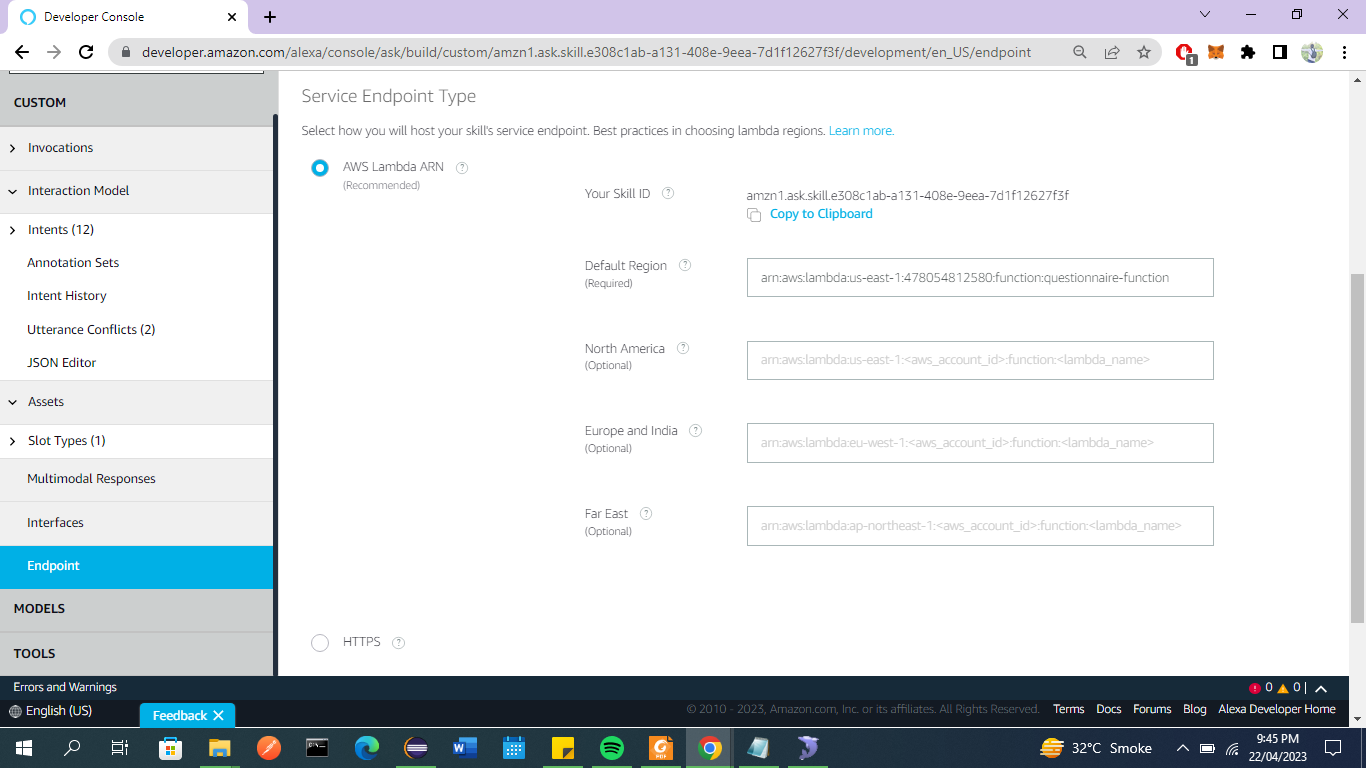 Developer Console
developer.amazon.com/alexa/console/ask/build/custom/amzn1.ask.skill.e308c1ab-a131-408e-9eea-7d1f12627f3f/development/en_US/endpoint
1
CUSTOM
Invocations
Interaction Model
Intents (12)
Annotation Sets
Intent History
Utterance Conflicts (2)
JSON Editor
Assets
Slot Types (1)
Multimodal Responses
Interfaces
Endpoint
MODELS
TOOLS
Service Endpoint Type
Select how you will host your skill's service endpoint. Best practices in choosing lambda regions. Learn more.
AWS Lambda ARN ?
(Recommended)
Your Skill ID ?
amzn1.ask.skill.e308c1ab-a131-408e-9eea-7d1f12627f3f
Copy to Clipboard
Default Region ?
(Required)
arn:aws:lambda:us-east-1:478054812580:function:questionnaire-function
North America ?
(Optional)
arn:aws:lambda:us-east-1:<aws_account_id>:function:<lambda_name>
Europe and India ?
(Optional)
arn:aws:lambda:eu-west-1:<aws_account_id>:function:<lambda_name>
Far East ?
(Optional)
arn:aws:lambda:ap-northeast-1:<aws_account_id>:function:<lambda_name>
HTTPS ?
Errors and Warnings
0 0 |
English (US)
Feedback
© 2010 - 2023, Amazon.com, Inc. or its affiliates. All Rights Reserved.
Terms Docs Forums Blog Alexa Developer Home
32°C Smoke
9:45 PM
22/04/2023